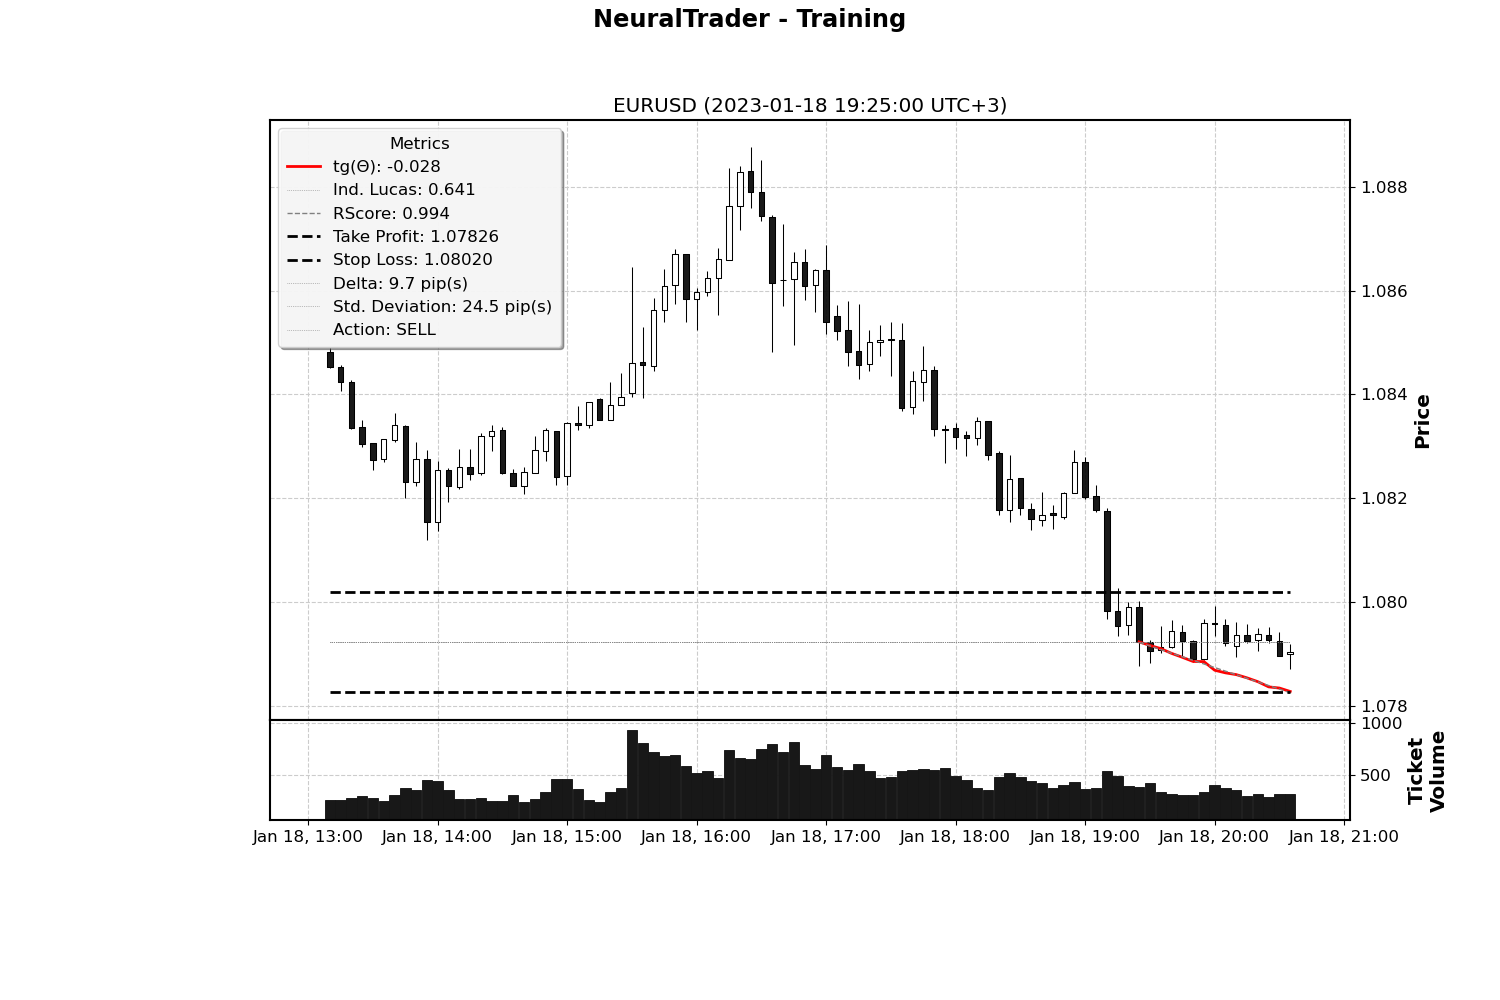 NeuralTrader - Training
EURUSD (2023-01-18 19:25:00 UTC+3)
Metrics
tg(Θ): -0.028
Ind. Lucas: 0.641
RScore: 0.994
Take Profit: 1.07826
Stop Loss: 1.08020
Delta: 9.7 pip(s)
Std. Deviation: 24.5 pip(s)
Action: SELL
1.088
1.086
1.084
1.082
1.080
1.078
Price
1000
500
Ticket
Volume
Jan 18, 13:00
Jan 18, 14:00
Jan 18, 15:00
Jan 18, 16:00
Jan 18, 17:00
Jan 18, 18:00
Jan 18, 19:00
Jan 18, 20:00
Jan 18, 21:00